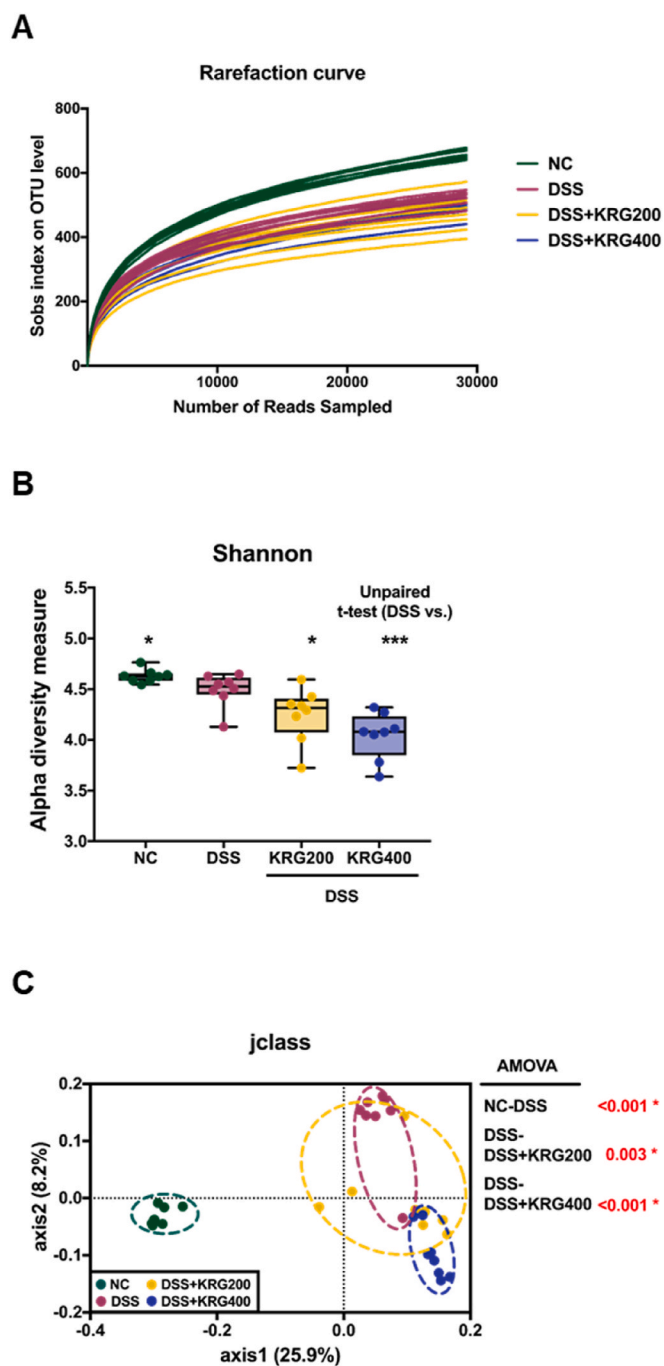 A
Rarefaction curve
800
600
400
200
0
10000
20000
30000
Sobs index on OTU level
Number of Reads Sampled
NC
DSS
DSS+KRG200
DSS+KRG400
B
Shannon
Unpaired
t-test (DSS vs.)
* * ***
5.5
5.0
4.5
4.0
3.5
3.0
Alpha diversity measure
NC DSS KRG200 KRG400
DSS
C
jclass
0.2
0.1
0.0
-0.1
-0.2
axis2 (8.2%)
NC DSS+KRG200
DSS DSS+KRG400
-0.4 -0.2 0.0 0.2
axis1 (25.9%)
AMOVA
NC-DSS <0.001 *
DSS-
DSS+KRG200 0.003 *
DSS-
DSS+KRG400 <0.001 *